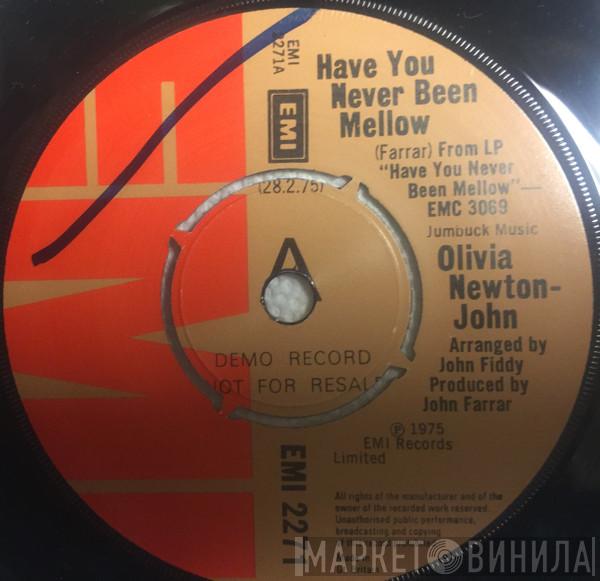 EMI
2271A
Have You
Never Been
Mellow
EMI
(Farrar) From LP
"Have You Never
Been Mellow"—
EMC 3069
(28.2.75)
Jumbuck Music
A
Olivia
Newton-
John
Arranged by
John Fiddy
Produced by
John Farrar
DEMO RECORD
NOT FOR RESALE
℗ 1975
EMI Records
Limited
EMI 2271
EMI
All rights of the manufacturer and of the
owner of the recorded work reserved.
Unauthorised public performance,
broadcasting and copying
МАРКЕТ ВИНИЛА